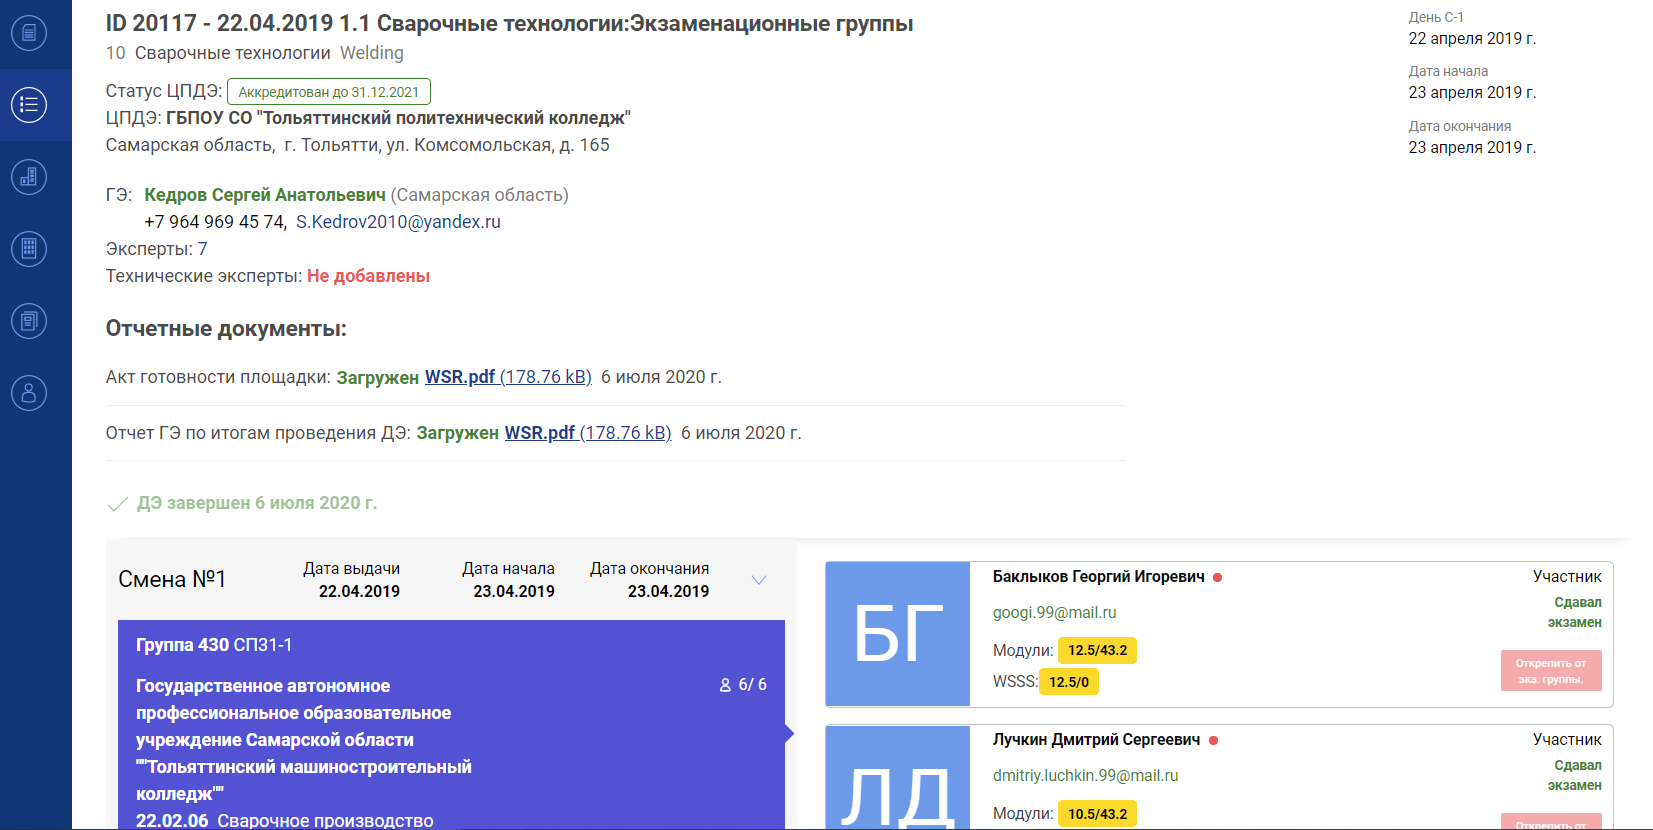 ID 20117 - 22.04.2019 1.1 Сварочные технологии:Экзаменационные группы
10 Сварочные технологии Welding
Статус ЦПДЭ: Аккредитован до 31.12.2021
ЦПДЭ: ГБПОУ СО "Тольяттинский политехнический колледж"
Самарская область, г. Тольятти, ул. Комсомольская, д. 165
День С-1
22 апреля 2019 г.
Дата начала
23 апреля 2019 г.
Дата окончания
23 апреля 2019 г.
ГЭ: Кедров Сергей Анатольевич (Самарская область)
+7 964 969 45 74, S.Kedrov2010@yandex.ru
Эксперты: 7
Технические эксперты: Не добавлены
Отчетные документы:
Акт готовности площадки: Загружен WSR.pdf (178.76 kB) 6 июля 2020 г.
Отчет ГЭ по итогам проведения ДЭ: Загружен WSR.pdf (178.76 kB) 6 июля 2020 г.
ДЭ завершен 6 июля 2020 г.
Смена №1
Дата выдачи
22.04.2019
Дата начала
23.04.2019
Дата окончания
23.04.2019
Группа 430 СП31-1
Государственное автономное
профессиональное образовательное
учреждение Самарской области
""Тольяттинский машиностроительный
колледж""
22.02.06 Сварочное производство
6/ 6
БГ
Баклыков Георгий Игоревич
googi.99@mail.ru
Модули: 12.5/43.2
WSSS: 12.5/0
Участник
Сдавал
экзамен
Открепить от
экз. группы.
ЛД
Лучкин Дмитрий Сергеевич
dmitriy.luchkin.99@mail.ru
Модули: 10.5/43.2
Участник
Сдавал
экзамен
Открепить от